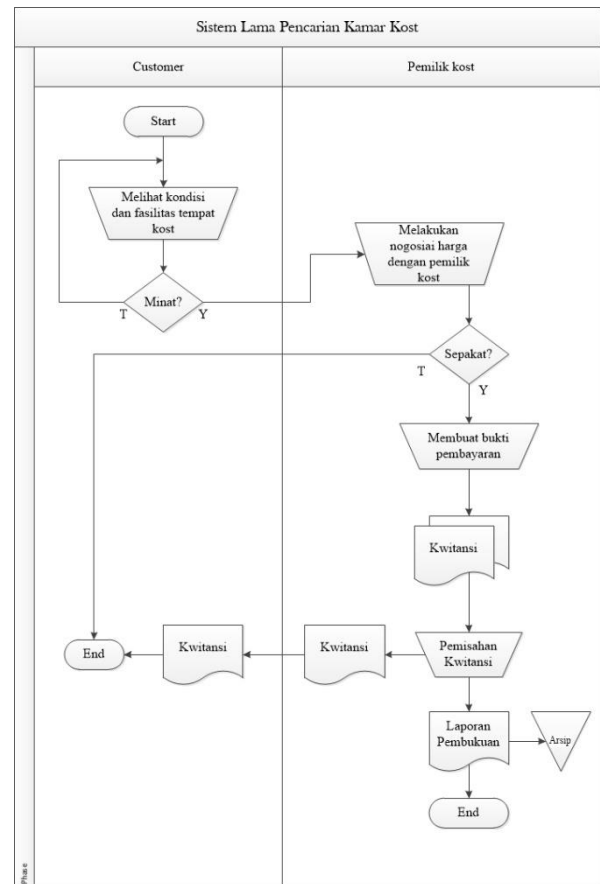 Sistem Lama Pencarian Kamar Kost
Customer
Pemilik kost
Start
Melihat kondisi
dan fasilitas tempat
kost
Minat?
T
Y
Melakukan
nogosiai harga
dengan pemilik
kost
Sepakat?
T
Y
Membuat bukti
pembayaran
Kwitansi
Pemisahan
Kwitansi
Kwitansi
Kwitansi
End
Laporan
Pembukuan
Arsip
End
Phase